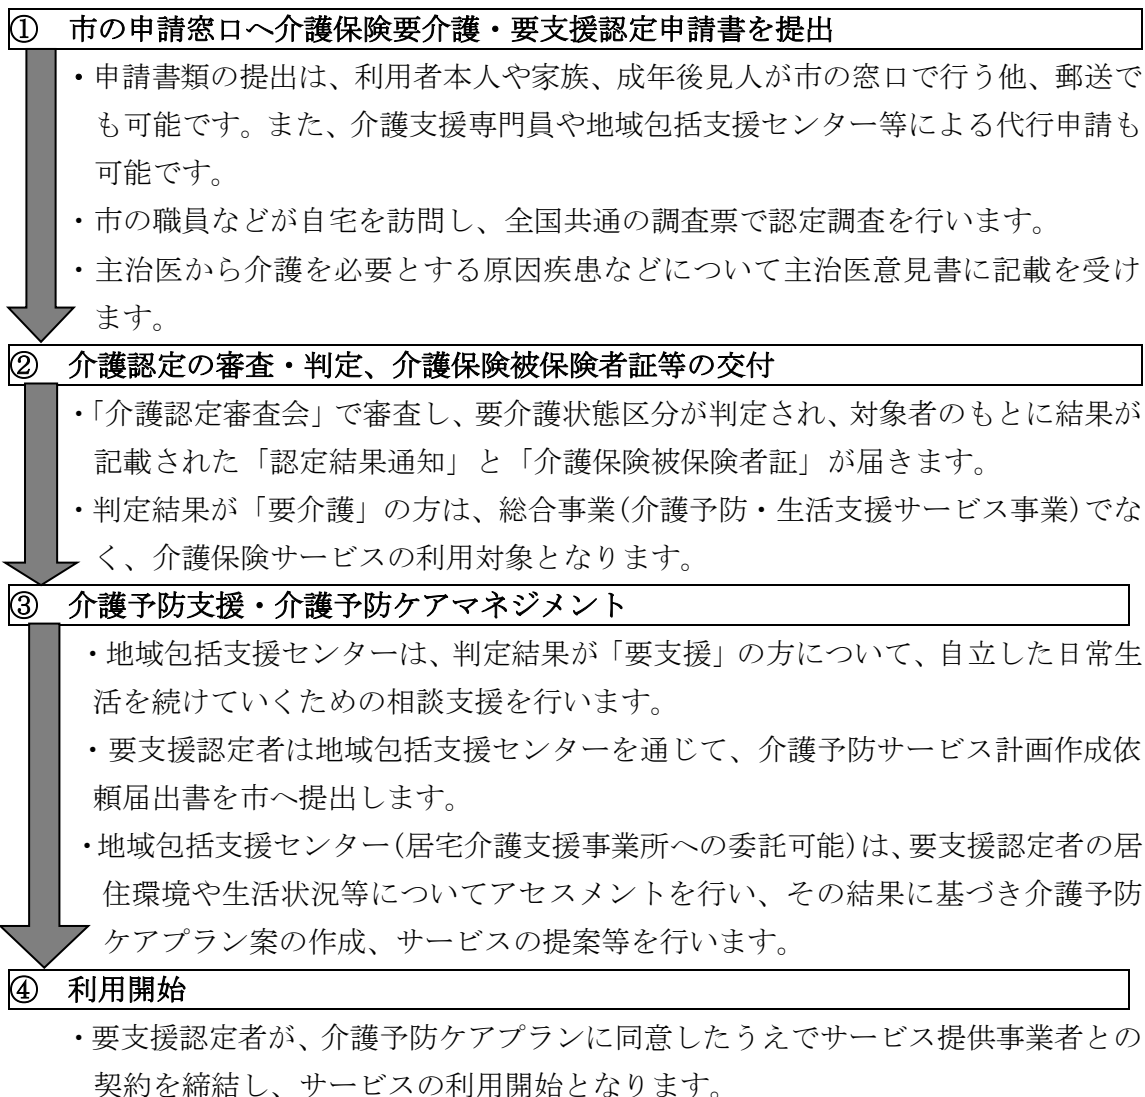 ① 市の申請窓口へ介護保険要介護・要支援認定申請書を提出
・申請書類の提出は、利用者本人や家族、成年後見人が市の窓口で行う他、郵送で
も可能です。また、介護支援専門員や地域包括支援センター等による代行申請も
可能です。
・市の職員などが自宅を訪問し、全国共通の調査票で認定調査を行います。
・主治医から介護を必要とする原因疾患などについて主治医意見書に記載を受け
ます。
② 介護認定の審査・判定、介護保険被保険者証等の交付
・「介護認定審査会」で審査し、要介護状態区分が判定され、対象者のもとに結果が
記載された「認定結果通知」と「介護保険被保険者証」が届きます。
・判定結果が「要介護」の方は、総合事業(介護予防・生活支援サービス事業)でな
く、介護保険サービスの利用対象となります。
③ 介護予防支援・介護予防ケアマネジメント
・地域包括支援センターは、判定結果が「要支援」の方について、自立した日常生
活を続けていくための相談支援を行います。
・要支援認定者は地域包括支援センターを通じて、介護予防サービス計画作成依
頼届出書を市へ提出します。
・地域包括支援センター(居宅介護支援事業所への委託可能)は、要支援認定者の居
住環境や生活状況等についてアセスメントを行い、その結果に基づき介護予防
ケアプラン案の作成、サービスの提案等を行います。
④ 利用開始
・要支援認定者が、介護予防ケアプランに同意したうえでサービス提供事業者との
契約を締結し、サービスの利用開始となります。